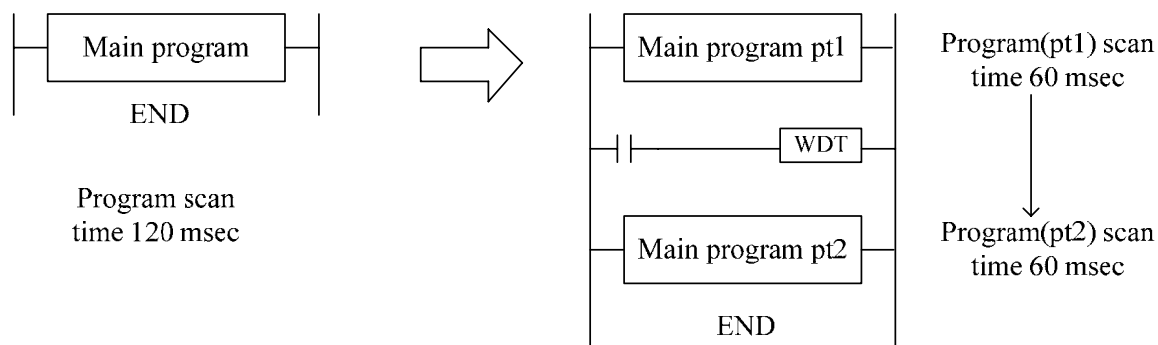 Main program
END
Program scan
time 120 msec
Main program pt1
WDT
Main program pt2
END
Program(pt1) scan
time 60 msec
Program(pt2) scan
time 60 msec